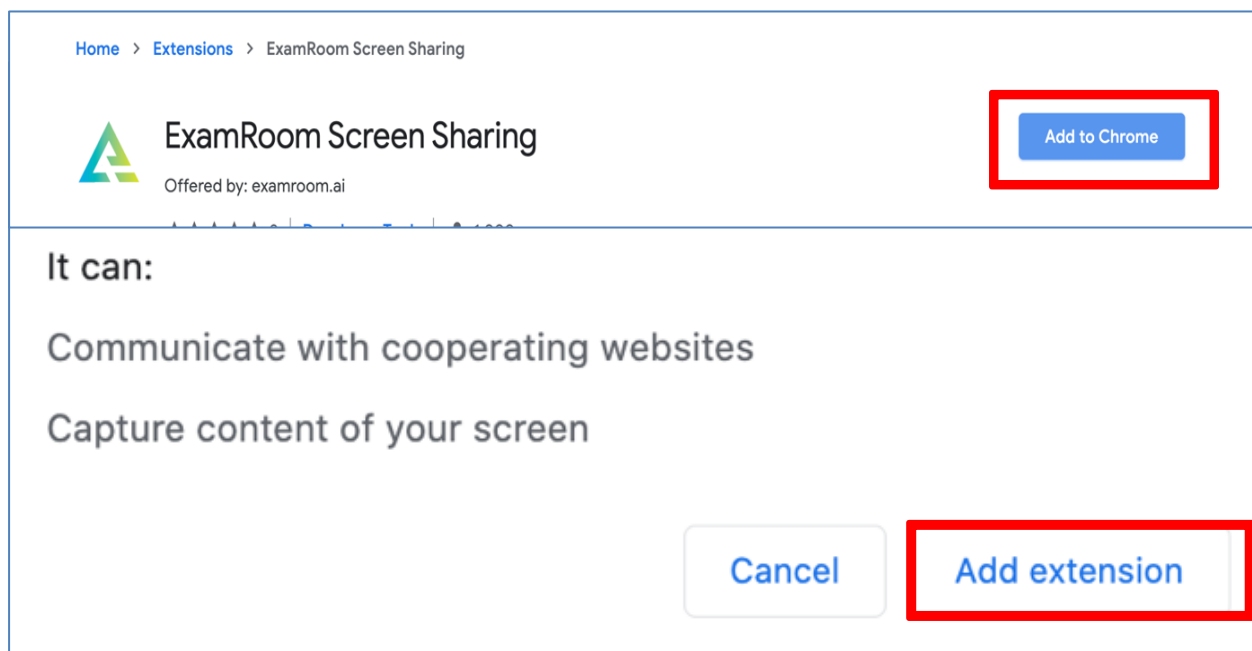 Home > Extensions > ExamRoom Screen Sharing
ExamRoom Screen Sharing
Add to Chrome
Offered by: examroom.ai
It can:
Communicate with cooperating websites
Capture content of your screen
Cancel
Add extension